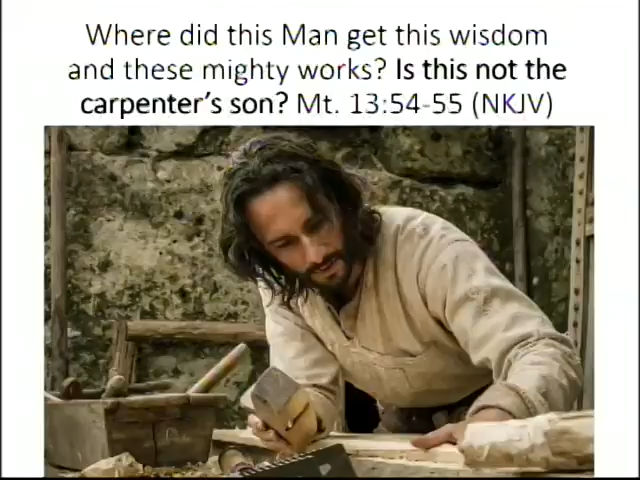 Where did this Man get this wisdom
and these mighty works? Is this not the
carpenter's son? Mt. 13:54-55 (NKJV)